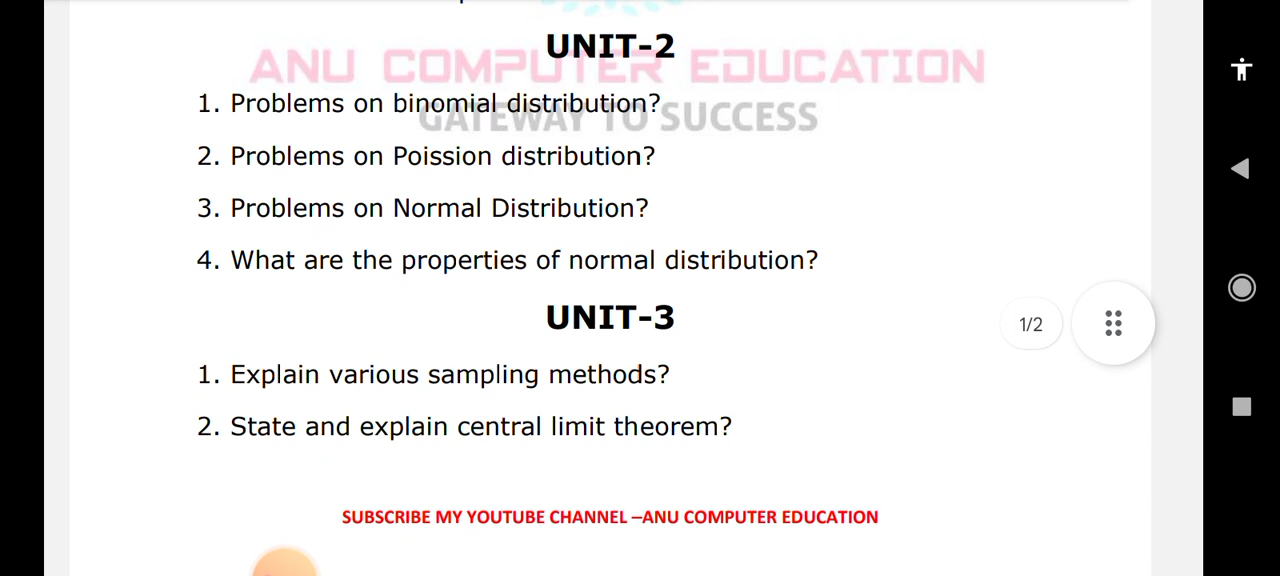 UNIT-2
ANU COMPUTER EDUCATION
1. Problems on binomial distribution?
GATEWAY TO SUCCESS
2. Problems on Poission distribution?
3. Problems on Normal Distribution?
4. What are the properties of normal distribution?
UNIT-3
1/2
1. Explain various sampling methods?
2. State and explain central limit theorem?
SUBSCRIBE MY YOUTUBE CHANNEL –ANU COMPUTER EDUCATION